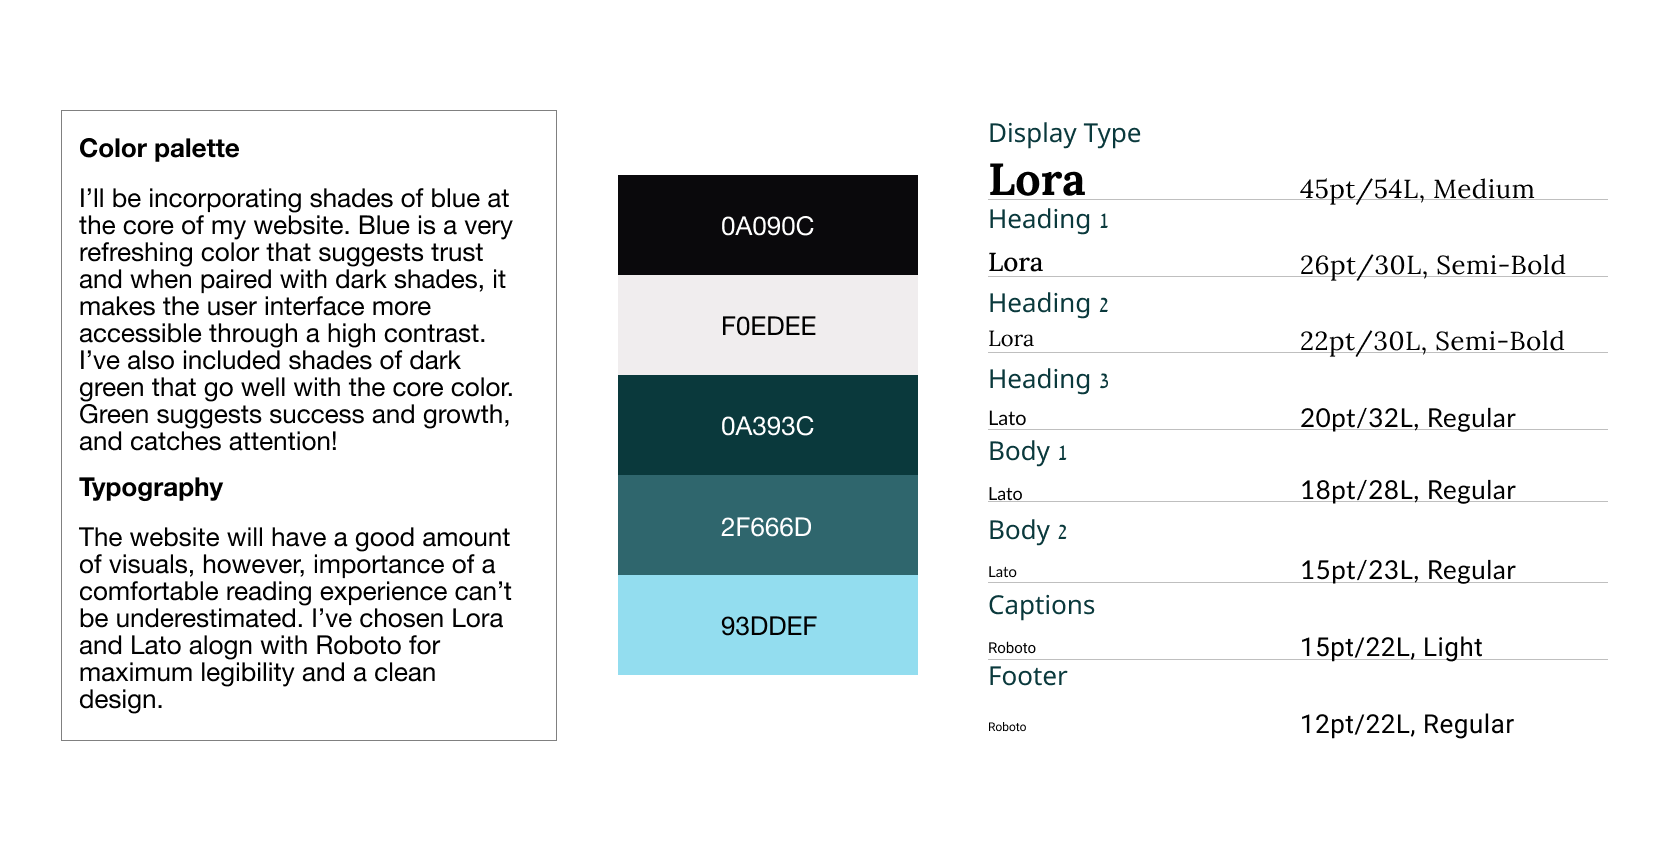 Color palette
I'll be incorporating shades of blue at
the core of my website. Blue is a very
refreshing color that suggests trust
and when paired with dark shades, it
makes the user interface more
accessible through a high contrast.
I've also included shades of dark
green that go well with the core color.
Green suggests success and growth,
and catches attention!
Typography
The website will have a good amount
of visuals, however, importance of a
comfortable reading experience can't
be underestimated. I've chosen Lora
and Lato alogn with Roboto for
maximum legibility and a clean
design.
0A090C
F0EDEE
0A393C
2F666D
93DDEF
Display Type
Lora 45pt/54L, Medium
Heading 1
Lora 26pt/30L, Semi-Bold
Heading 2
Lora 22pt/30L, Semi-Bold
Heading 3
Lato 20pt/32L, Regular
Body 1
Lato 18pt/28L, Regular
Body 2
Lato 15pt/23L, Regular
Captions
Roboto 15pt/22L, Light
Footer
Roboto 12pt/22L, Regular